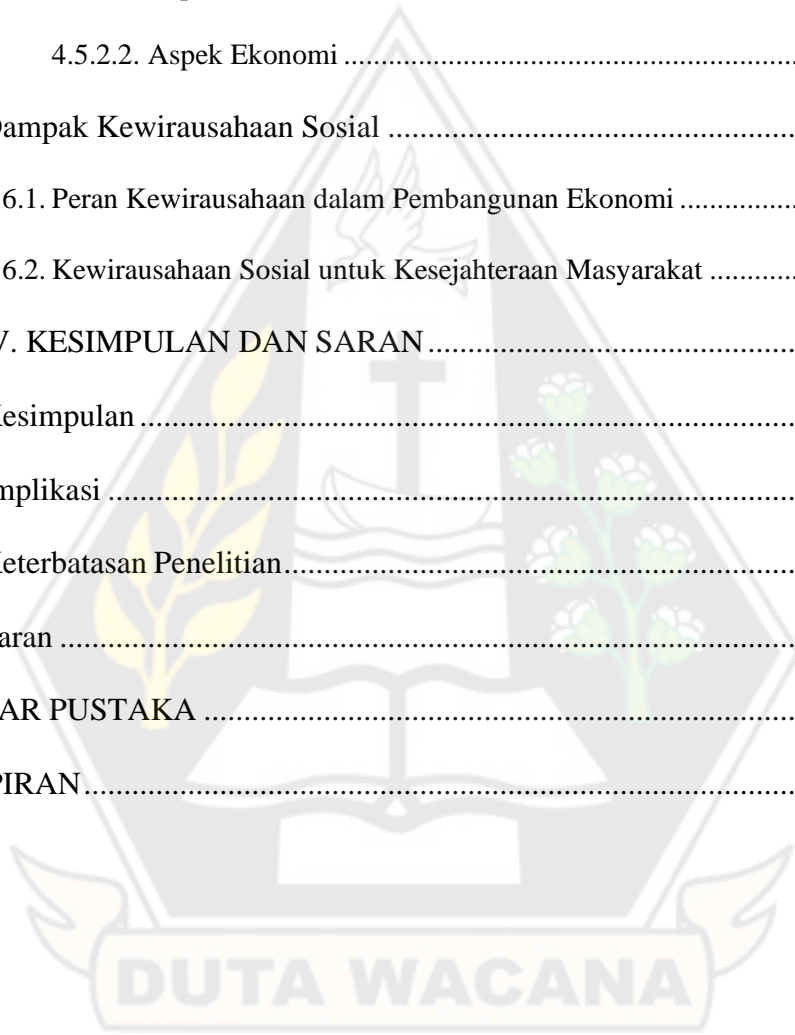 4.5.2.2. Aspek Ekonomi ........................................................
Dampak Kewirausahaan Sosial ....................................................
6.1. Peran Kewirausahaan dalam Pembangunan Ekonomi ...............
6.2. Kewirausahaan Sosial untuk Kesejahteraan Masyarakat ............
V. KESIMPULAN DAN SARAN ...............................................
Kesimpulan ...................................................................................
mplikasi .......................................................................................
Keterbatasan Penelitian.................................................................
aran .............................................................................................
AR PUSTAKA ...........................................................................
PIRAN..........................................................................................
DUTA WACANA